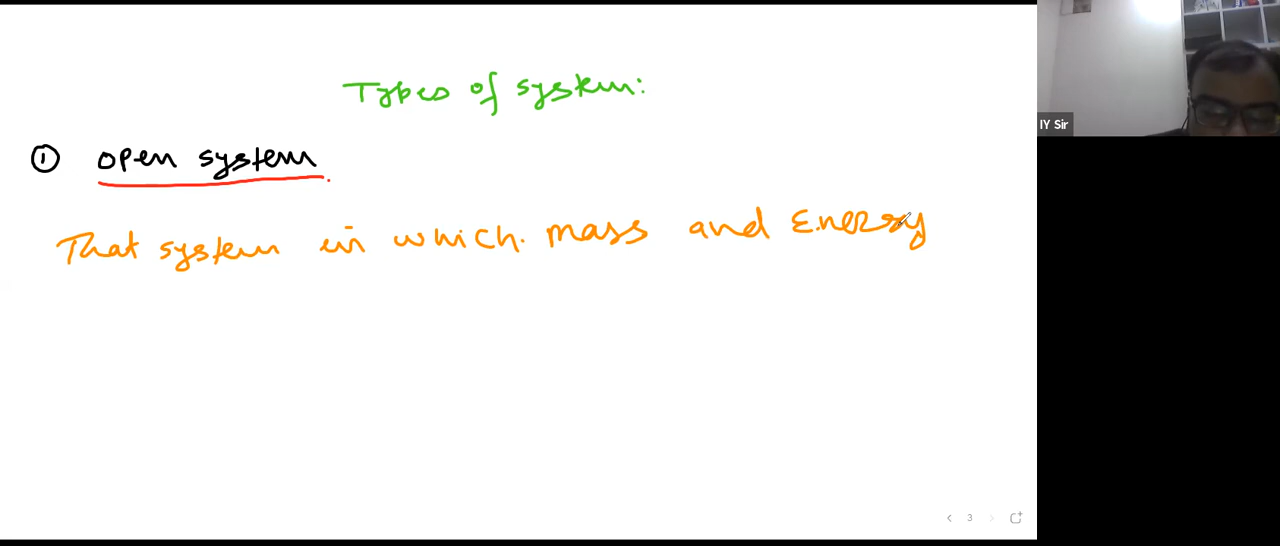 Types of system:
① open system.
That system in which. mass and Energy
IY Sir
3